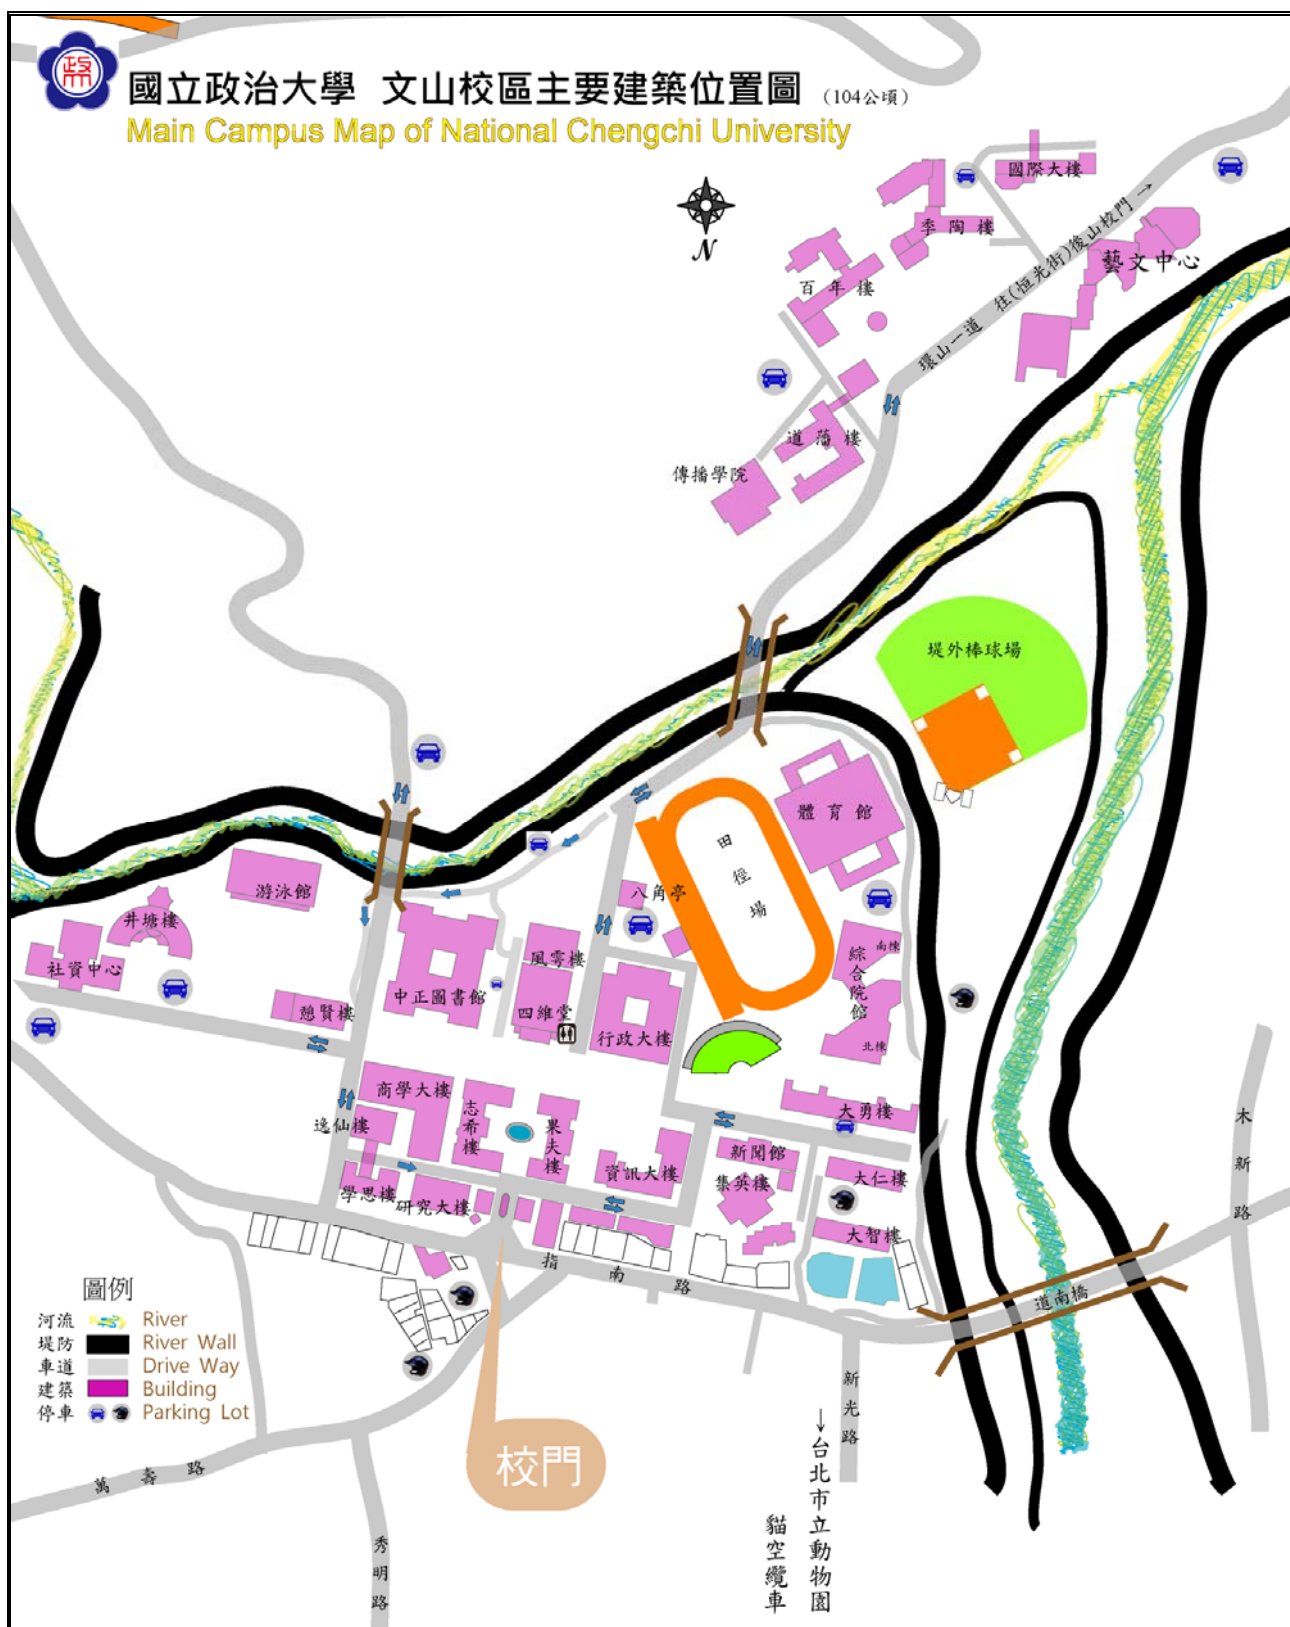 政大
國立政治大學 文山校區主要建築位置圖 (104公頃)
Main Campus Map of National Chengchi University
N
國際大樓
季陶樓
藝文中心
百年樓
環山一道 往(恒光街)後山校門 →
道藩樓
傳播學院
堤外棒球場
體育館
田徑場
八角亭
游泳館
井塘樓
社資中心
風雩樓
中正圖書館
四維堂
行政大樓
綜合院館
南棟
北棟
憩賢樓
商學大樓
志希樓
果夫樓
大勇樓
逸仙樓
新聞館
資訊大樓
集英樓
大仁樓
學思樓
研究大樓
大智樓
木新路
指南路
道南橋
圖例
河流 River
堤防 River Wall
車道 Drive Way
建築 Building
停車 Parking Lot
新光路
校門
萬壽路
秀明路
↓台北市立動物園
貓空纜車